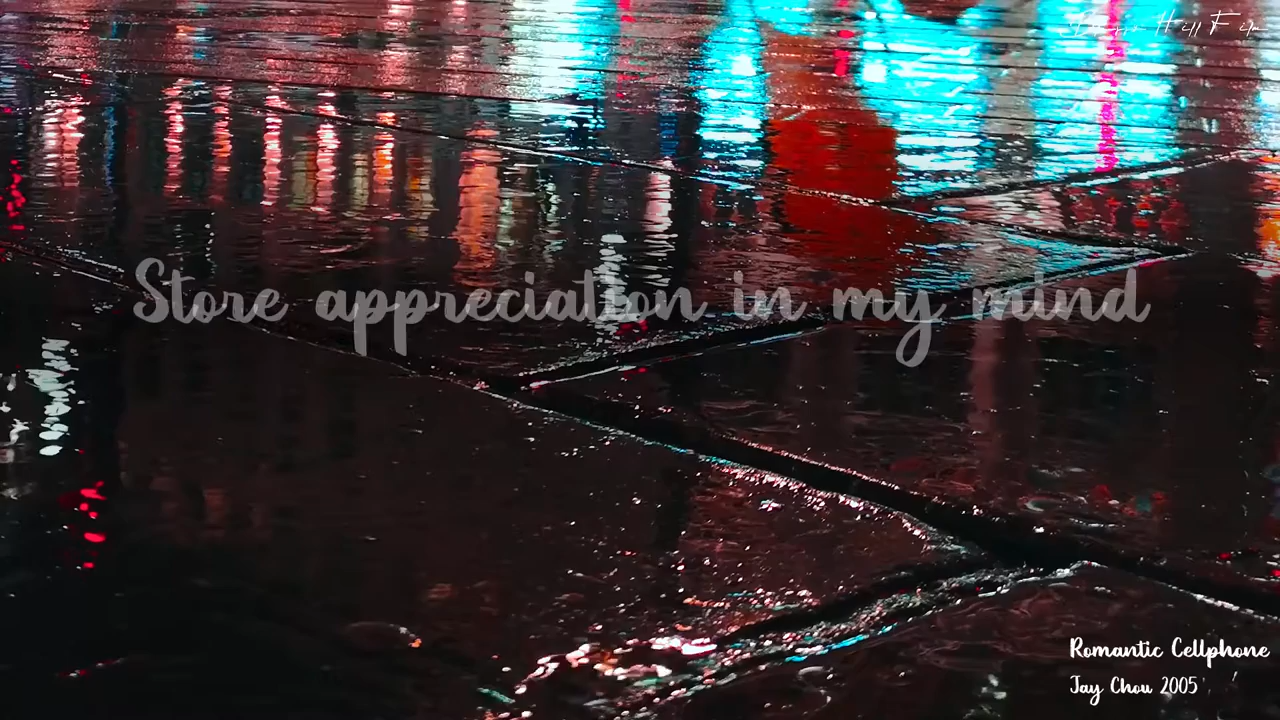 Store appreciation in my mind
Romantic Cellphone
Jay Chou 2005